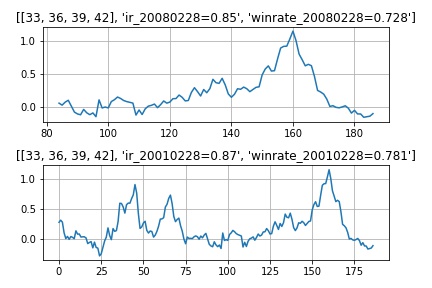 [[33, 36, 39, 42], 'ir_20080228=0.85', 'winrate_20080228=0.728']
1.0
0.5
0.0
80 100 120 140 160 180
[[33, 36, 39, 42], 'ir_20010228=0.87', 'winrate_20010228=0.781']
1.0
0.5
0.0
0 25 50 75 100 125 150 175